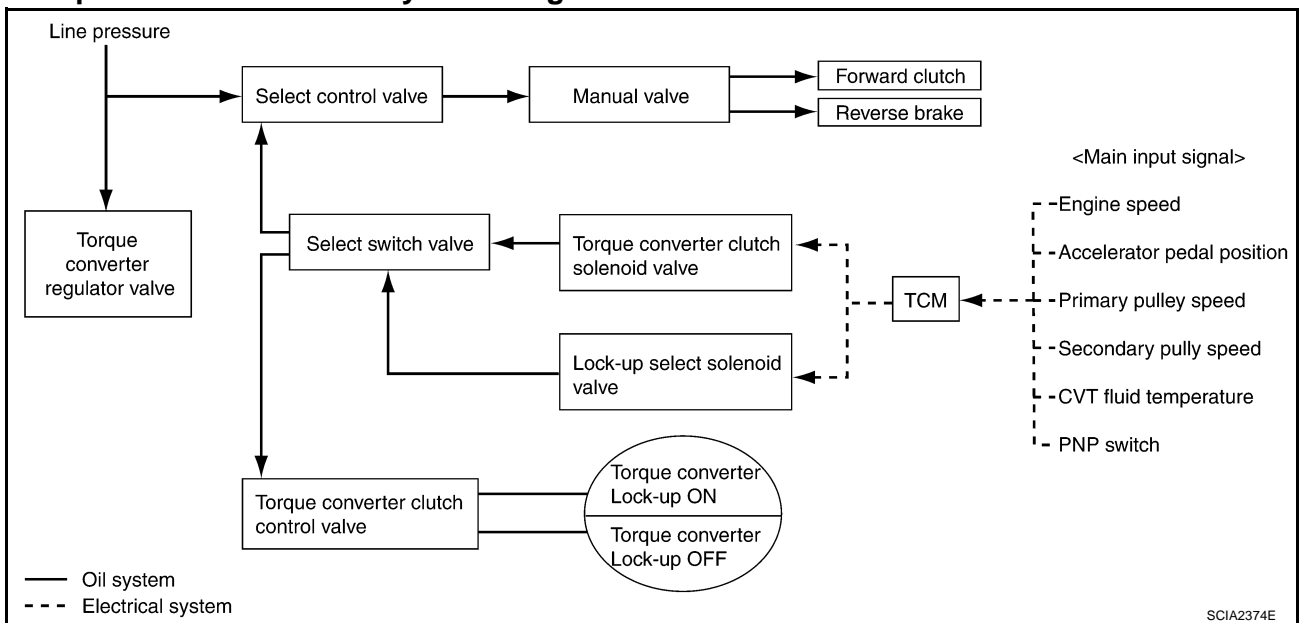 Line pressure
Select control valve
Manual valve
Forward clutch
Reverse brake
<Main input signal>
Torque
converter
regulator valve
Select switch valve
Torque converter clutch
solenoid valve
TCM
Engine speed
Accelerator pedal position
Primary pulley speed
Secondary pully speed
CVT fluid temperature
PNP switch
Lock-up select solenoid
valve
Torque converter clutch
control valve
Torque converter
Lock-up ON
Torque converter
Lock-up OFF
Oil system
Electrical system
SCIA2374E